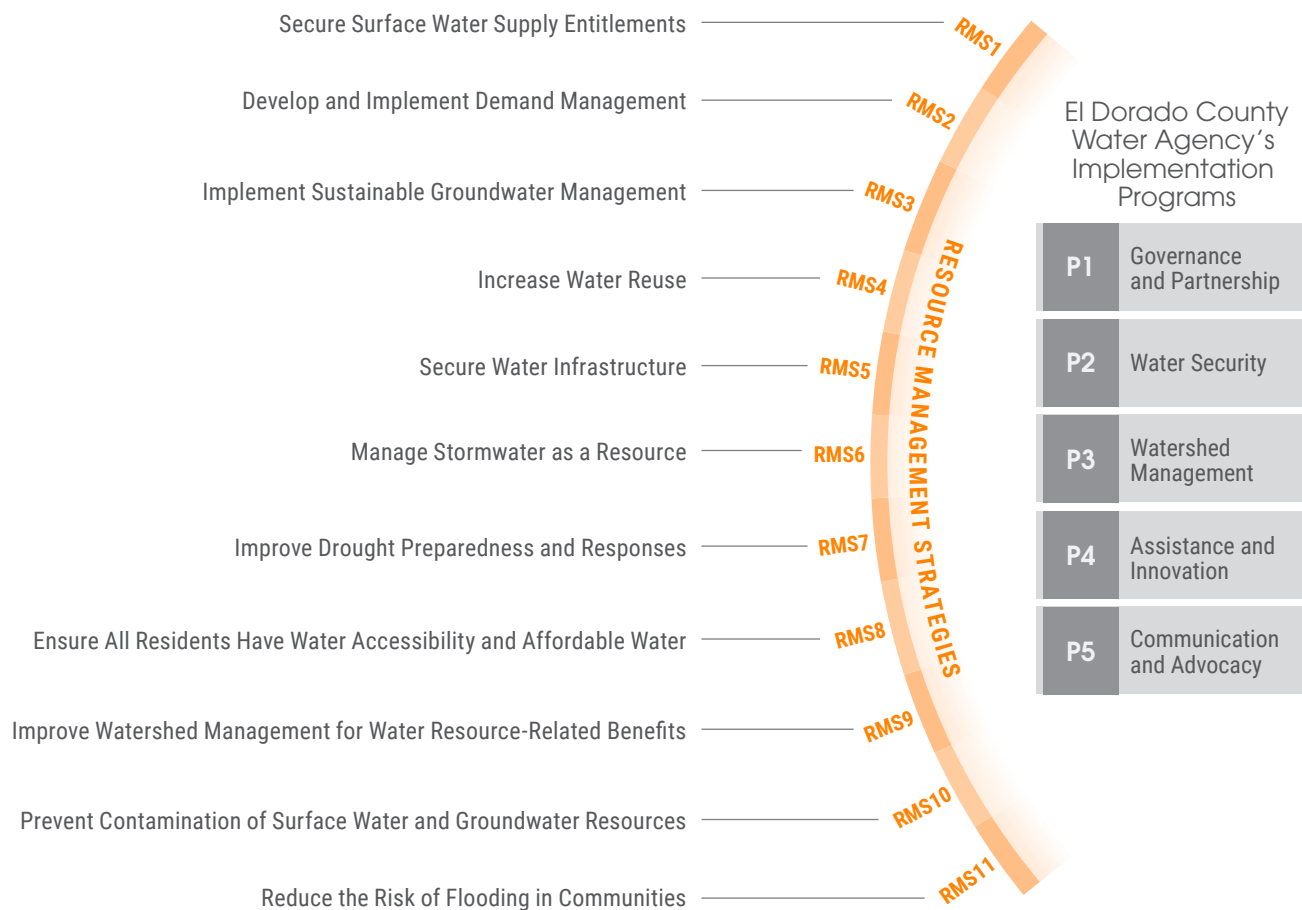 Secure Surface Water Supply Entitlements
RMS1
Develop and Implement Demand Management
RMS2
Implement Sustainable Groundwater Management
RMS3
Increase Water Reuse
RMS4
Secure Water Infrastructure
RMS5
Manage Stormwater as a Resource
RMS6
Improve Drought Preparedness and Responses
RMS7
Ensure All Residents Have Water Accessibility and Affordable Water
RMS8
Improve Watershed Management for Water Resource-Related Benefits
RMS9
Prevent Contamination of Surface Water and Groundwater Resources
RMS10
Reduce the Risk of Flooding in Communities
RMS11
RESOURCE MANAGEMENT STRATEGIES
El Dorado County
Water Agency's
Implementation
Programs
P1
Governance
and Partnership
P2
Water Security
P3
Watershed
Management
P4
Assistance and
Innovation
P5
Communication
and Advocacy